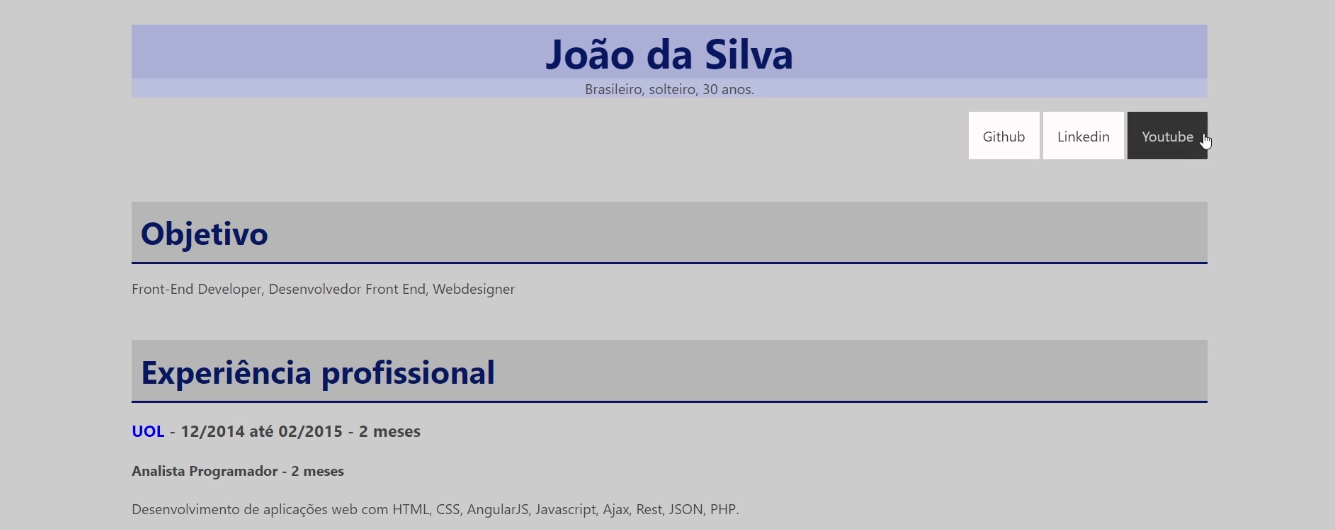 João da Silva
Brasileiro, solteiro, 30 anos.
Github Linkedin Youtube
Objetivo
Front-End Developer, Desenvolvedor Front End, Webdesigner
Experiência profissional
UOL - 12/2014 até 02/2015 - 2 meses
Analista Programador - 2 meses
Desenvolvimento de aplicações web com HTML, CSS, AngularJS, Javascript, Ajax, Rest, JSON, PHP.